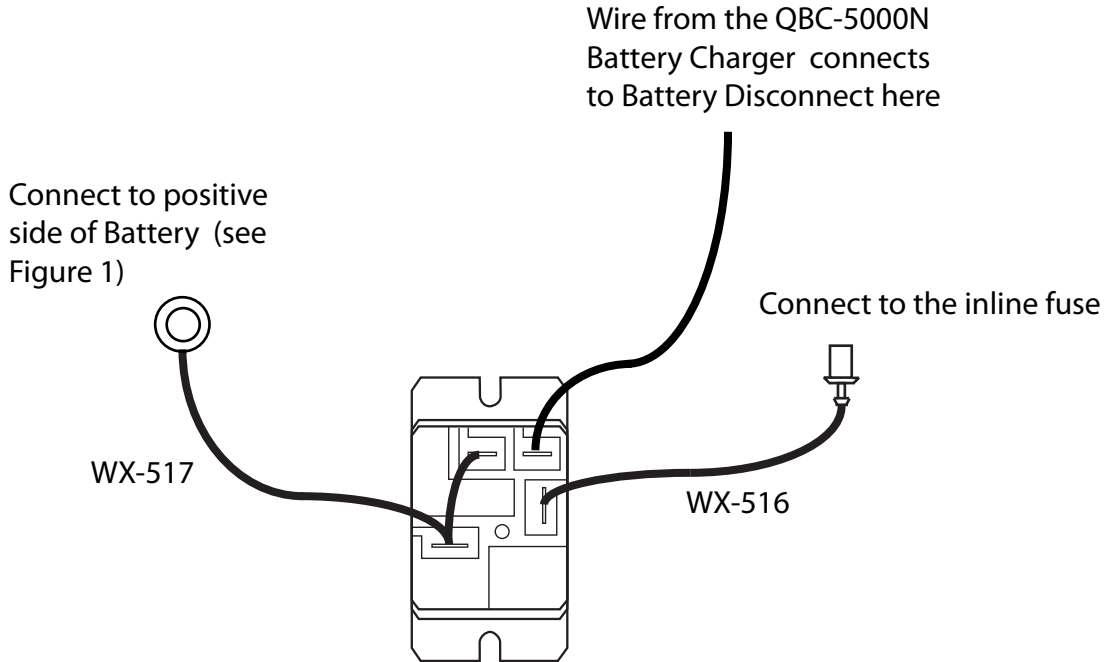 Wire from the QBC-5000N
Battery Charger connects
to Battery Disconnect here
Connect to positive
side of Battery (see
Figure 1)
Connect to the inline fuse
WX-517
WX-516